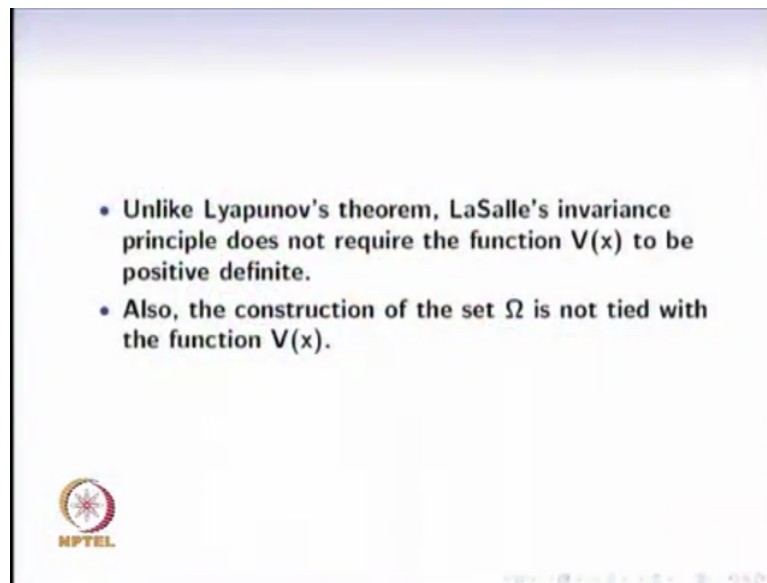 • Unlike Lyapunov's theorem, LaSalle's invariance
principle does not require the function V(x) to be
positive definite.
• Also, the construction of the set Ω is not tied with
the function V(x).
NPTEL